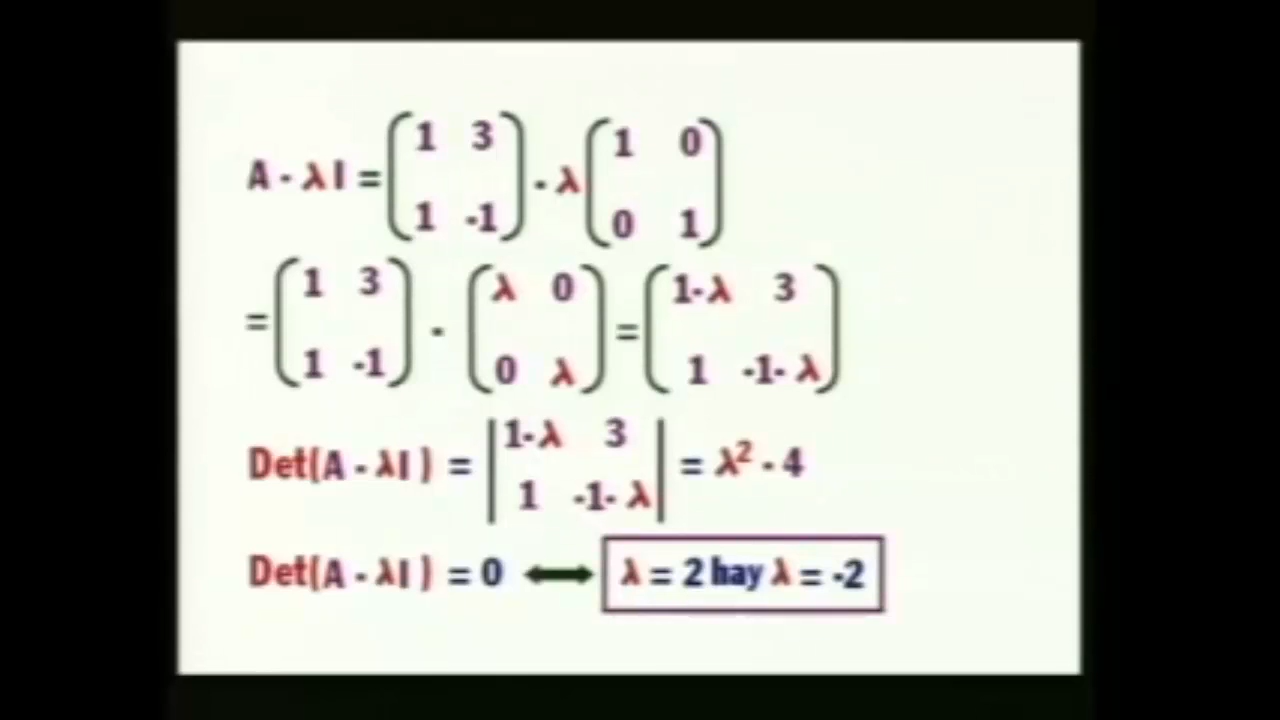 A - λ I = ( 1 3 1 -1 ) - λ ( 1 0 0 1 )
= ( 1 3 1 -1 ) - ( λ 0 0 λ ) = ( 1-λ 3 1 -1- λ )
Det(A - λI ) = | 1-λ 3 1 -1- λ | = λ² - 4
Det(A - λI ) = 0 ⟷ λ = 2 hay λ = -2